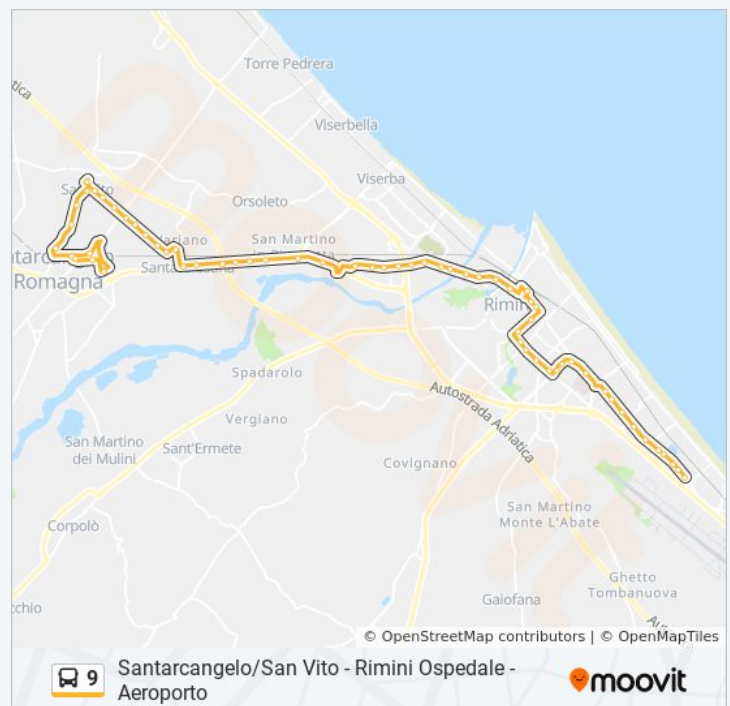 Torre Pedrera
Viserbella
Viserba
Orsoleto
San Martino
Rimin
Romagna
Spadarolo
Vergiano
Autostrada Adriatica
San Martino
dei Mulini
Sant'Ermete
Covignano
Corpolò
San Martino
Monte L'Abate
Ghetto
Tombanuova
Gaiofana
© OpenStreetMap contributors | © OpenMapTiles
9 Santarcangelo/San Vito - Rimini Ospedale -
Aeroporto
moovit